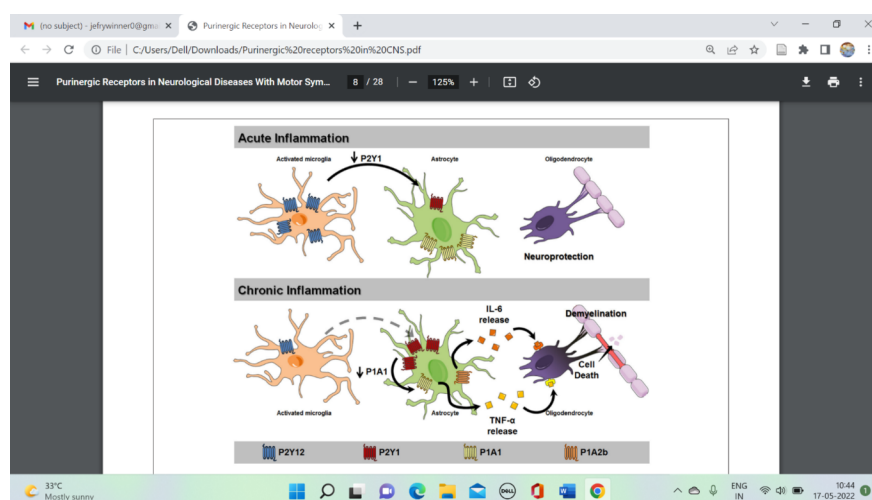 (no subject) - jefrywinner0@gma
Purinergic Receptors in Neurolog
File | C:/Users/Dell/Downloads/Purinergic%20receptors%20in%20CNS.pdf
Purinergic Receptors in Neurological Diseases With Motor Sym... 8 / 28 125%
Acute Inflammation
Activated microglia P2Y1 Astrocyte Oligodendrocyte
Neuroprotection
Chronic Inflammation
IL-6
release
Demyelination
P1A1
Cell
Death
Activated microglia Astrocyte Oligodendrocyte
TNF-α
release
P2Y12 P2Y1 P1A1 P1A2b
33°C
Mostly sunny
DELL
ENG
IN
10:44
17-05-2022
1